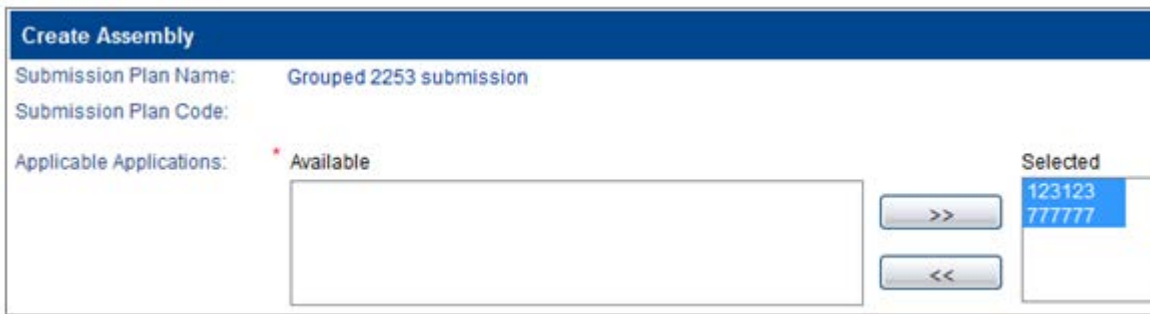 Create Assembly
Submission Plan Name: Grouped 2253 submission
Submission Plan Code:
Applicable Applications: * Available Selected
123123
>> 777777
<<